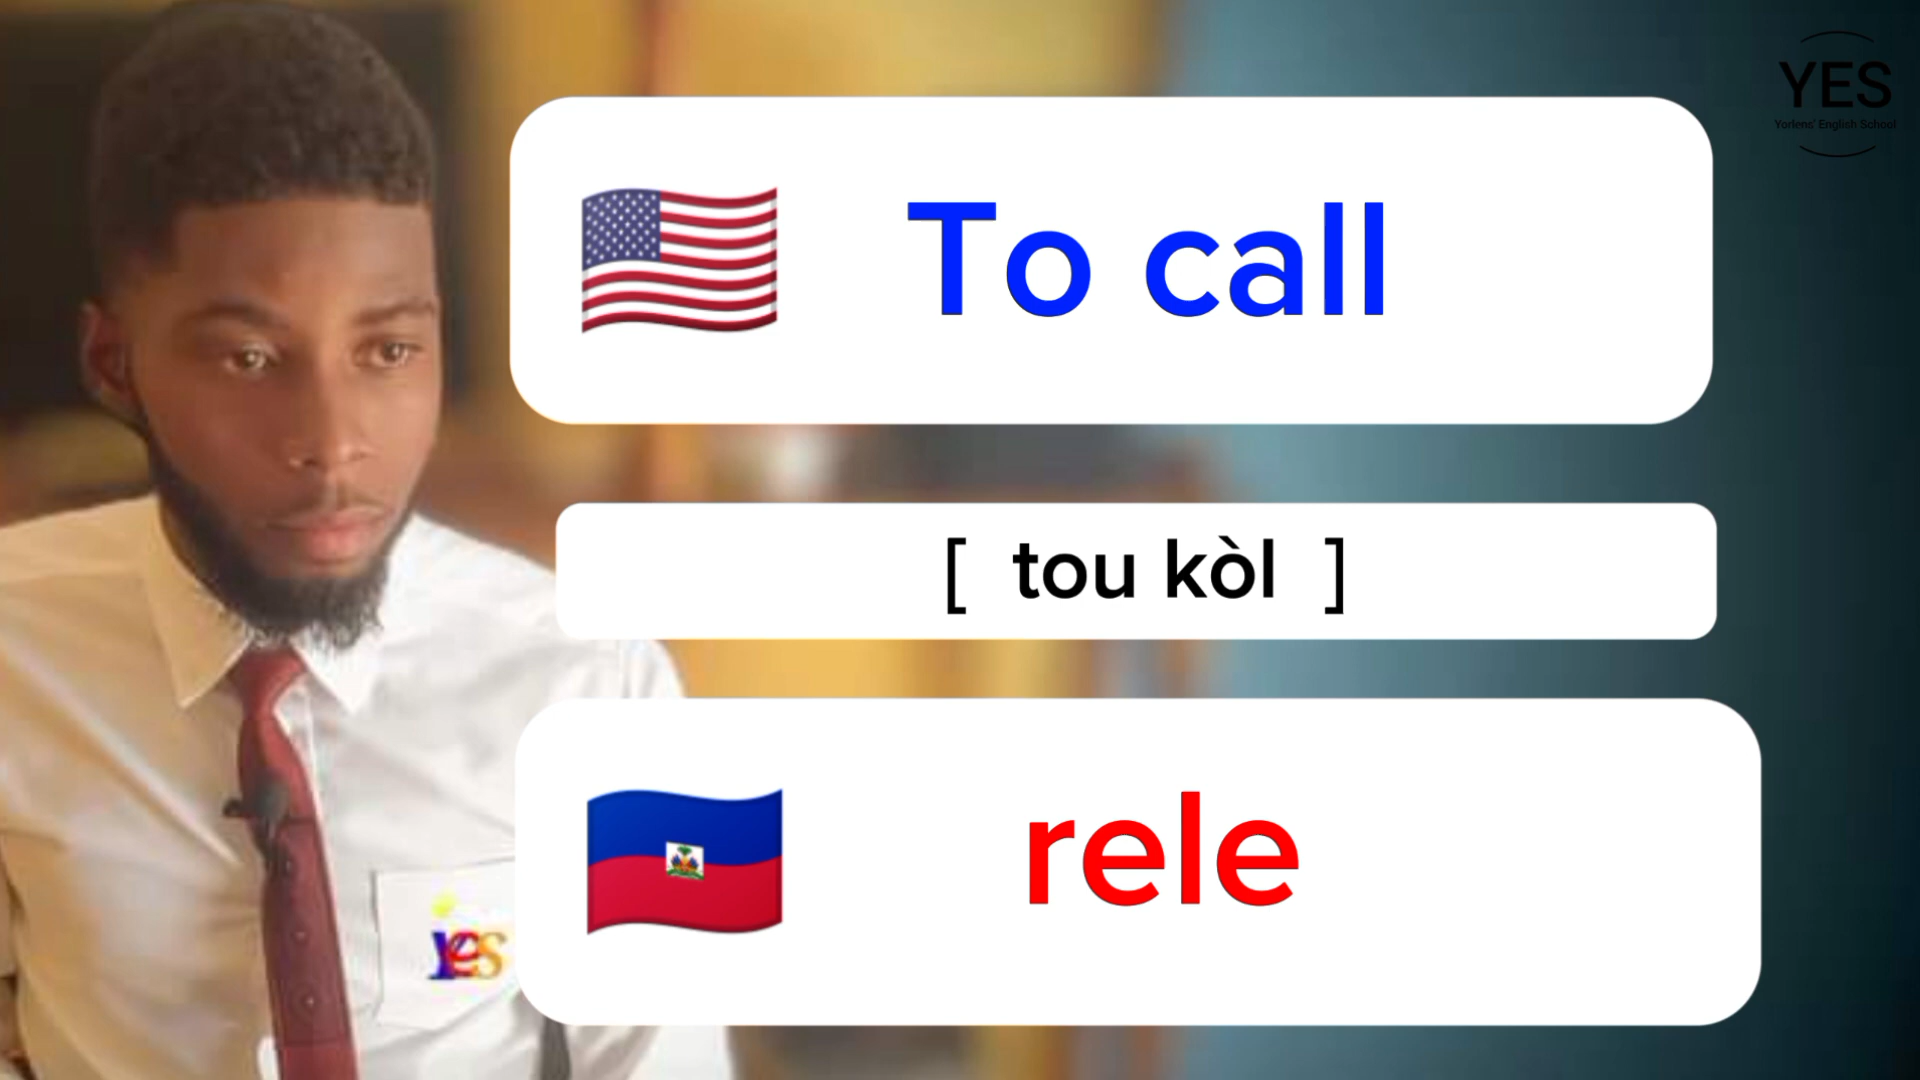 YES
Yorlens' English School
To call
[ tou kòl ]
rele
yes